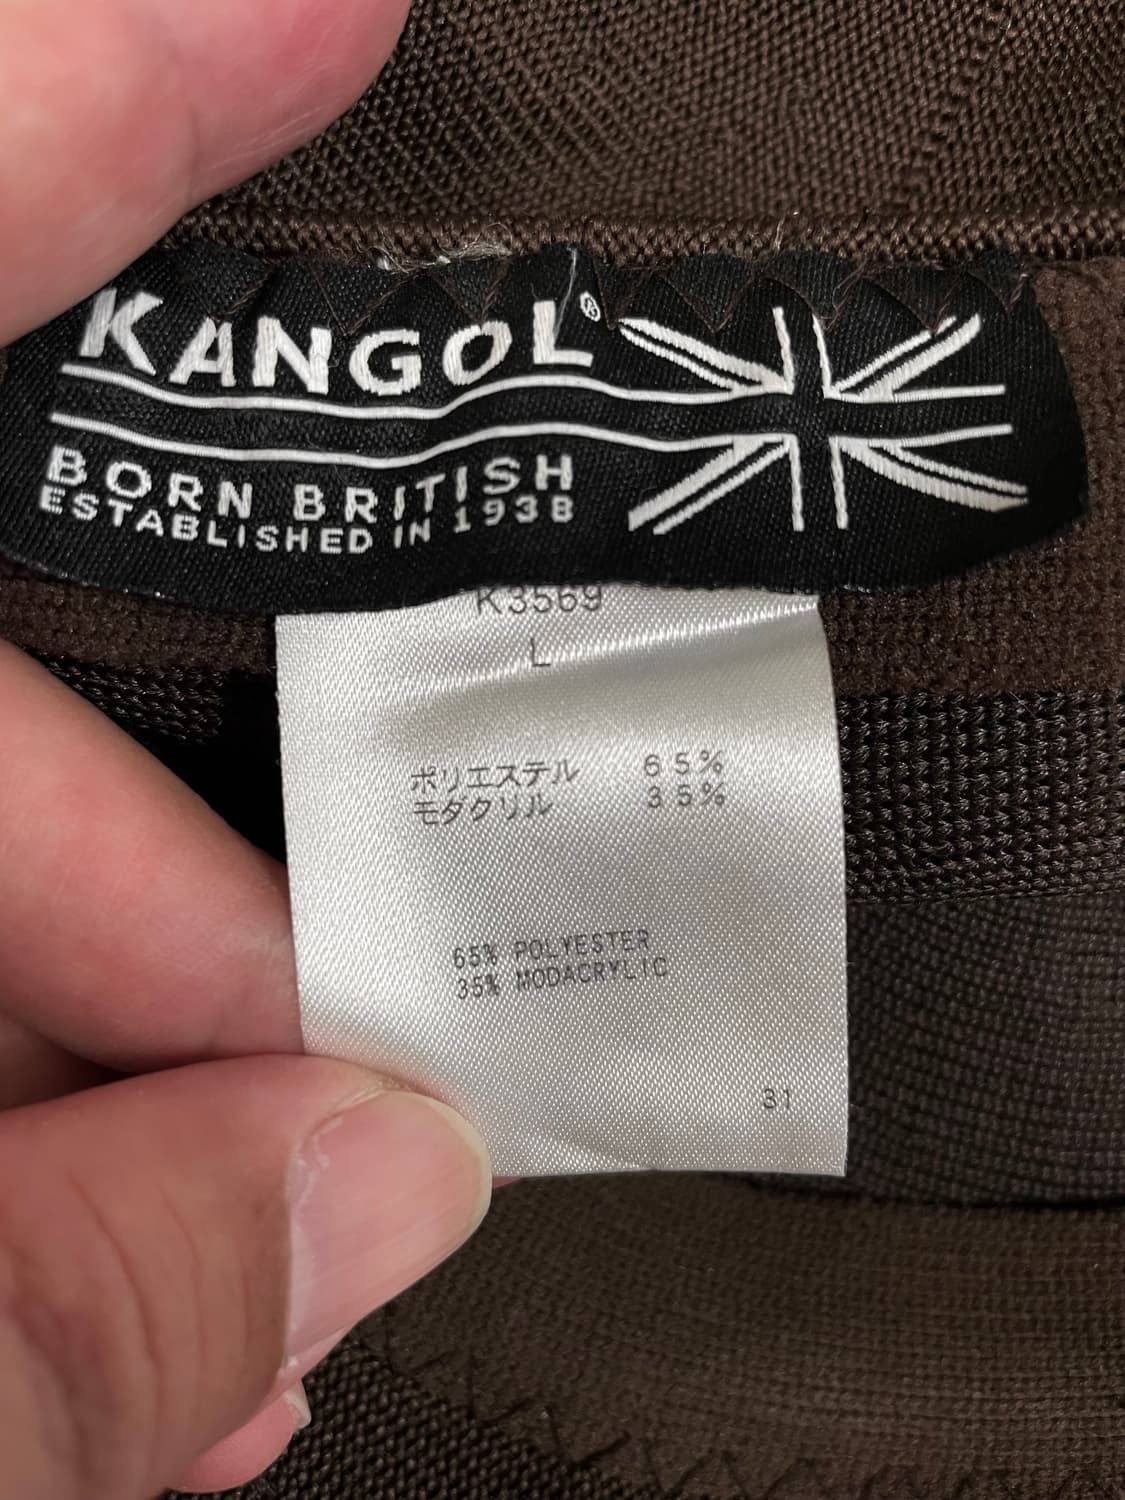 KANGOL®
BORN BRITISH
ESTABLISHED IN 1938
K3569
L
ポリエステル 65%
モダクリル 35%
65% POLYESTER
35% MODACRYLIC
31